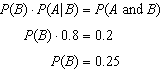 P(B) · P(A|B) = P(A and B)
P(B) · 0.8 = 0.2
P(B) = 0.25